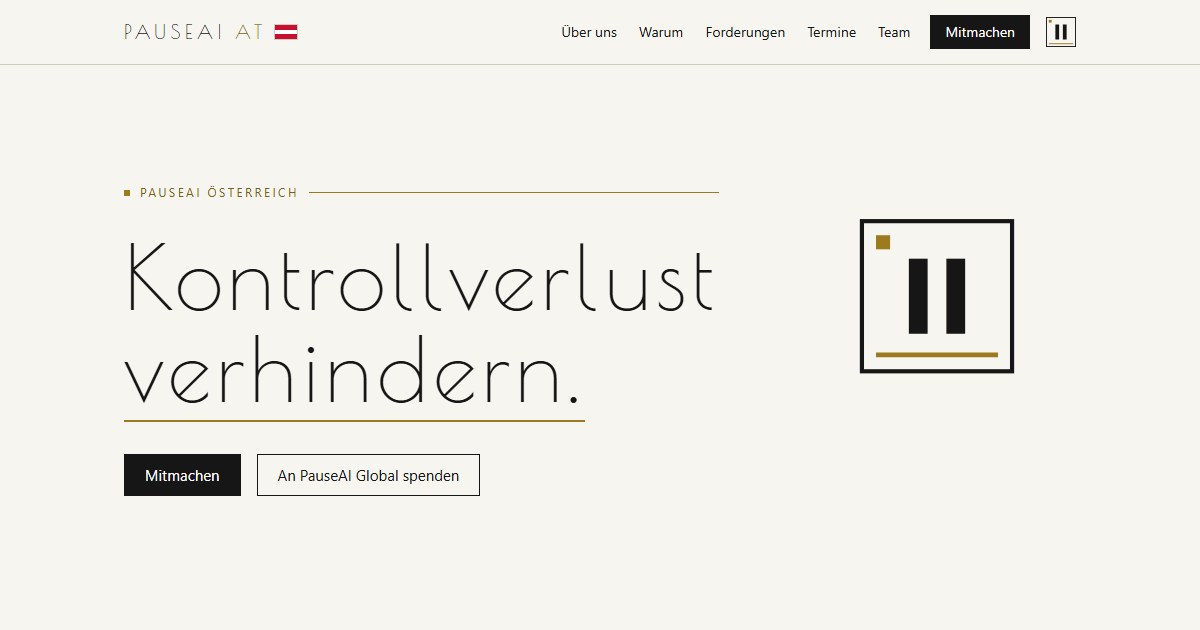 PAUSEAI AT
Über uns Warum Forderungen Termine Team Mitmachen
PAUSEAI ÖSTERREICH
Kontrollverlust
verhindern.
Mitmachen An PauseAI Global spenden